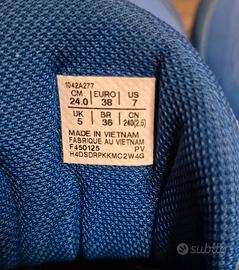 1042A277
CM EURO US
24.0 38 7
UK BR CN
5 36 240(2.5)
MADE IN VIETNAM
FABRIQUE AU VIETNAM
F450125 PV
H4DSDRPKKMC2W4G
subito